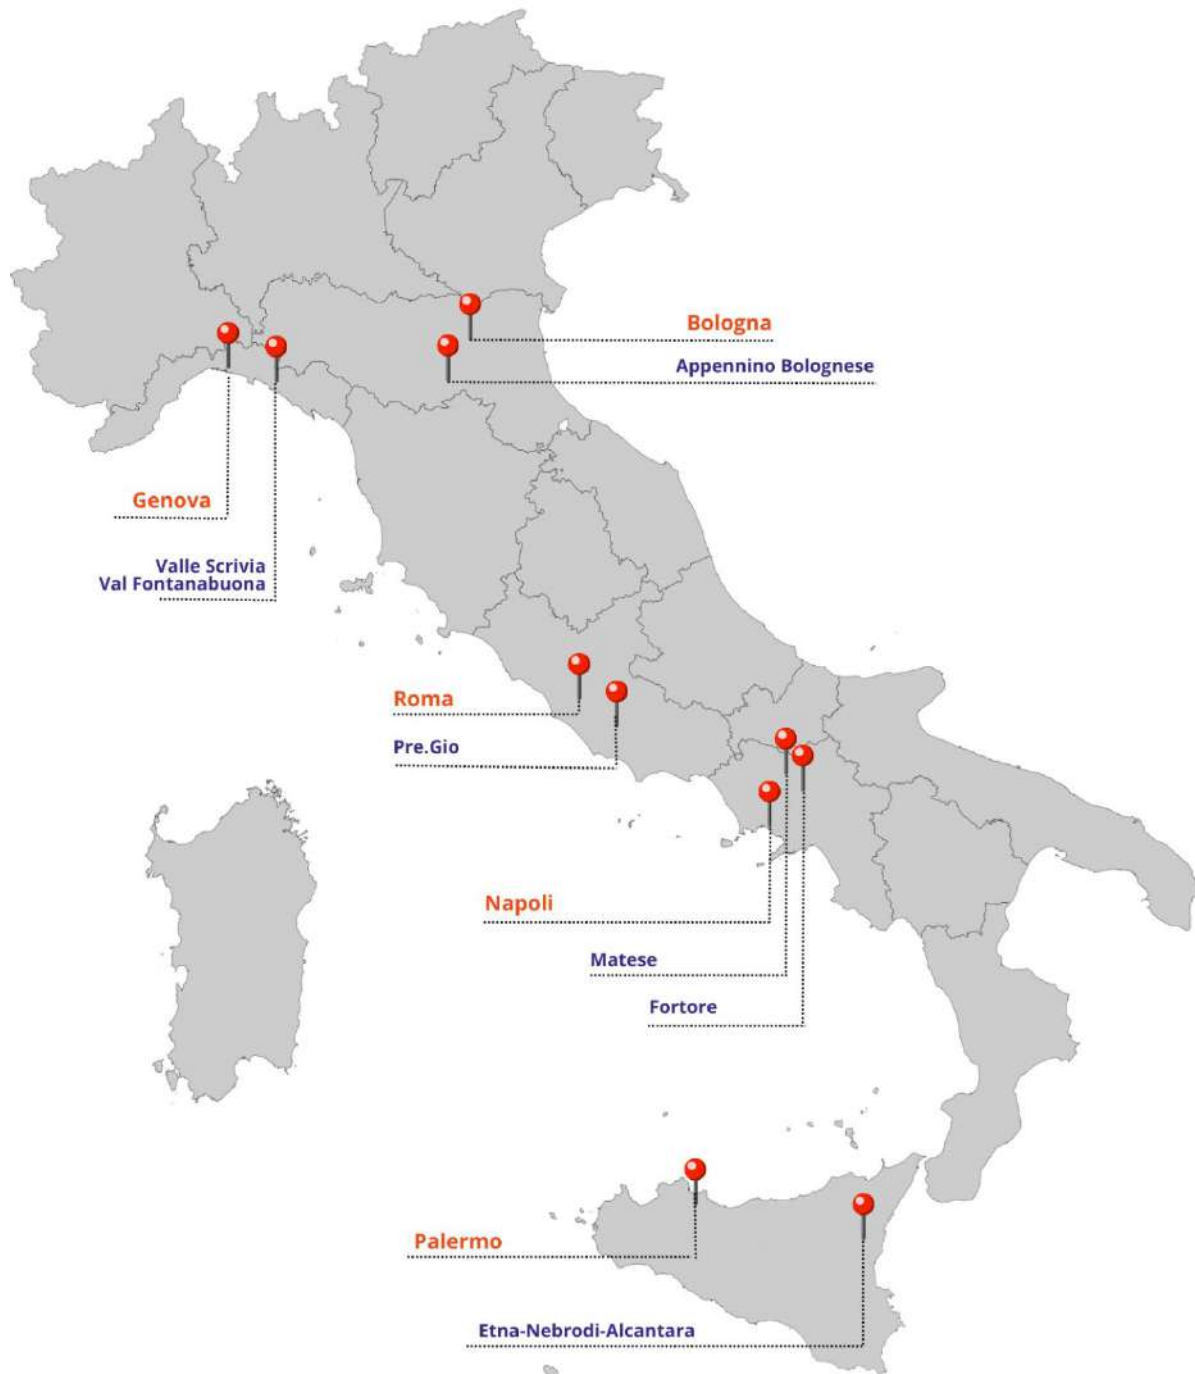 Bologna
Appennino Bolognese
Genova
Valle Scrivia
Val Fontanabuona
Roma
Pre.Gio
Napoli
Matese
Fortore
Palermo
Etna-Nebrodi-Alcantara